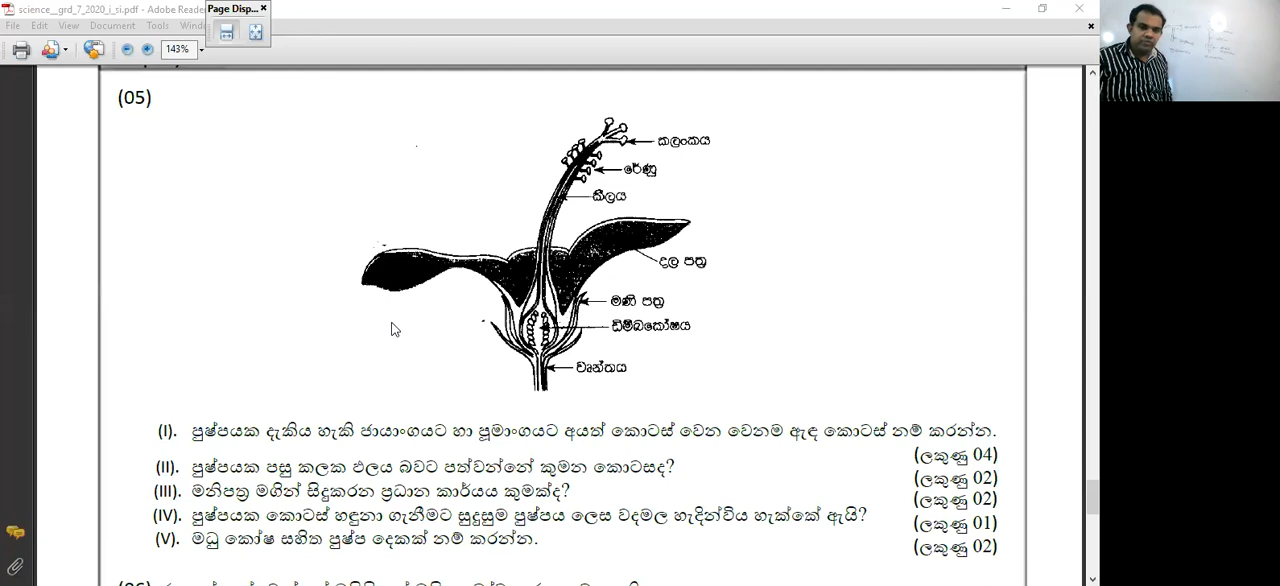 science__grd_7_2020_i_si.pdf - Adobe Reader
Page Disp...
File Edit View Document Tools Window
143%
(05)
කලංකය
රේණු
කීලය
දල පත්‍ර
මණි පත්‍ර
ඩිම්බකෝෂය
වෘන්තය
(I). පුෂ්පයක දැකිය හැකි ජායාංගයට හා පූමාංගයට අයත් කොටස් වෙන වෙනම ඇඳ කොටස් නම් කරන්න.
(ලකුණු 04)
(II). පුෂ්පයක පසු කලක ඵලය බවට පත්වන්නේ කුමන කොටසද?
(ලකුණු 02)
(III). මනිපත්‍ර මගින් සිදුකරන ප්‍රධාන කාර්යය කුමක්ද?
(ලකුණු 02)
(IV). පුෂ්පයක කොටස් හඳුනා ගැනීමට සුදුසුම පුෂ්පය ලෙස වදමල හැදින්විය හැක්කේ ඇයි?
(ලකුණු 01)
(V). මධු කෝෂ සහිත පුෂ්ප දෙකක් නම් කරන්න.
(ලකුණු 02)